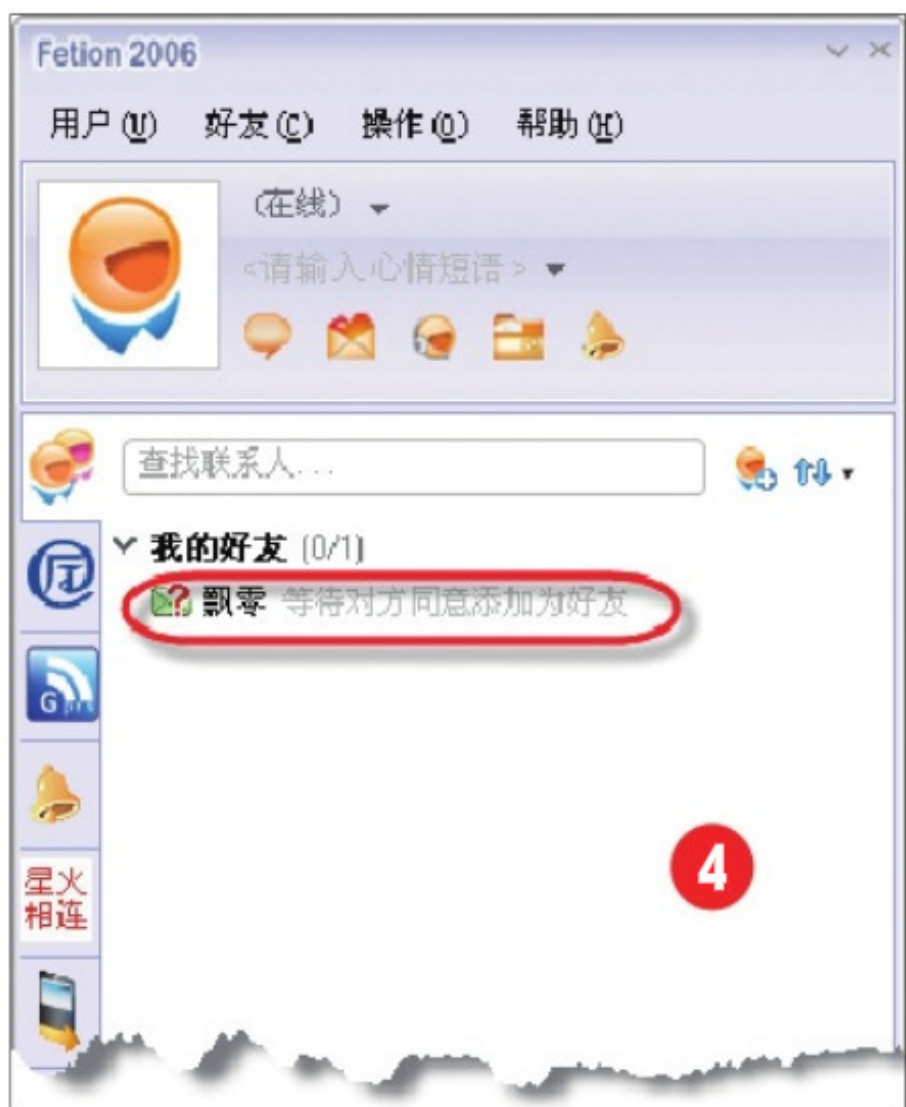 Fetion 2006
用户(U) 好友(C) 操作(O) 帮助(H)
(在线)
<请输入心情短语>
查找联系人...
我的好友 (0/1)
飘零 等待对方同意添加为好友
G prs
4
星火
相连